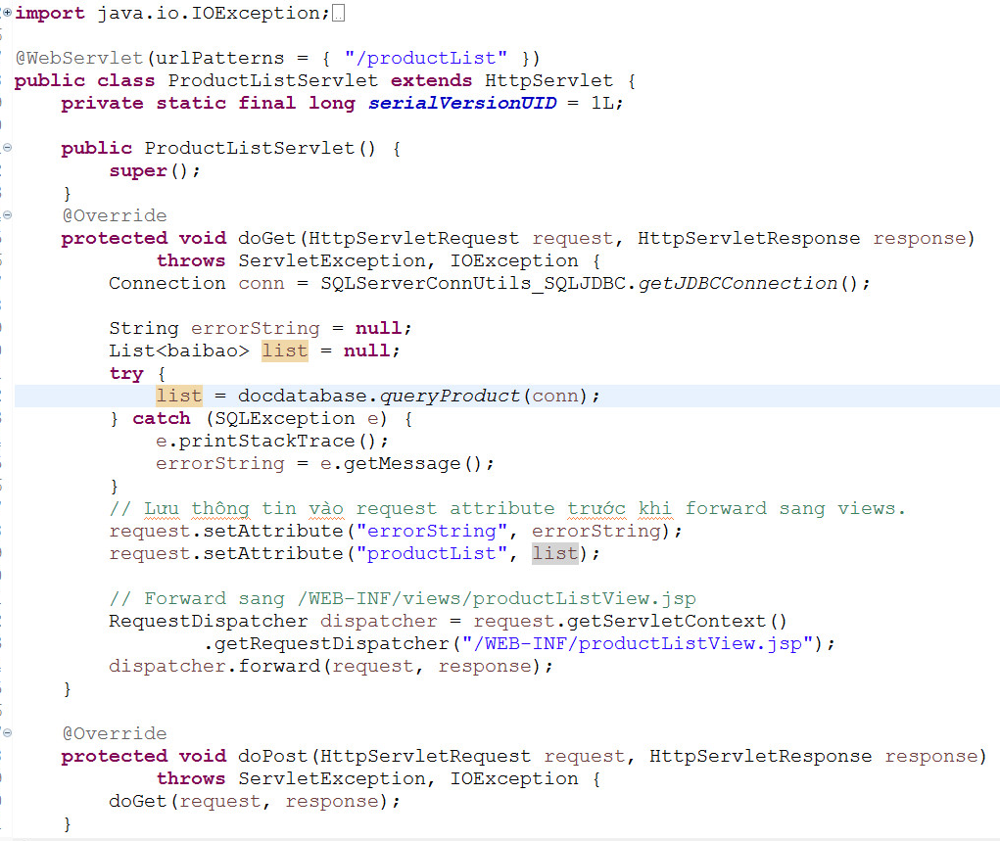 import java.io.IOException;
@WebServlet(urlPatterns = { "/productList" })
public class ProductListServlet extends HttpServlet {
private static final long serialVersionUID = 1L;
public ProductListServlet() {
super();
}
@Override
protected void doGet(HttpServletRequest request, HttpServletResponse response)
throws ServletException, IOException {
Connection conn = SQLServerConnUtils_SQLJDBC.getJDBCConnection();
String errorString = null;
List<baibao> list = null;
try {
list = docdatabase.queryProduct(conn);
} catch (SQLException e) {
e.printStackTrace();
errorString = e.getMessage();
}
// Lưu thông tin vào request attribute trước khi forward sang views.
request.setAttribute("errorString", errorString);
request.setAttribute("productList", list);
// Forward sang /WEB-INF/views/productListView.jsp
RequestDispatcher dispatcher = request.getServletContext()
.getRequestDispatcher("/WEB-INF/productListView.jsp");
dispatcher.forward(request, response);
}
@Override
protected void doPost(HttpServletRequest request, HttpServletResponse response)
throws ServletException, IOException {
doGet(request, response);
}